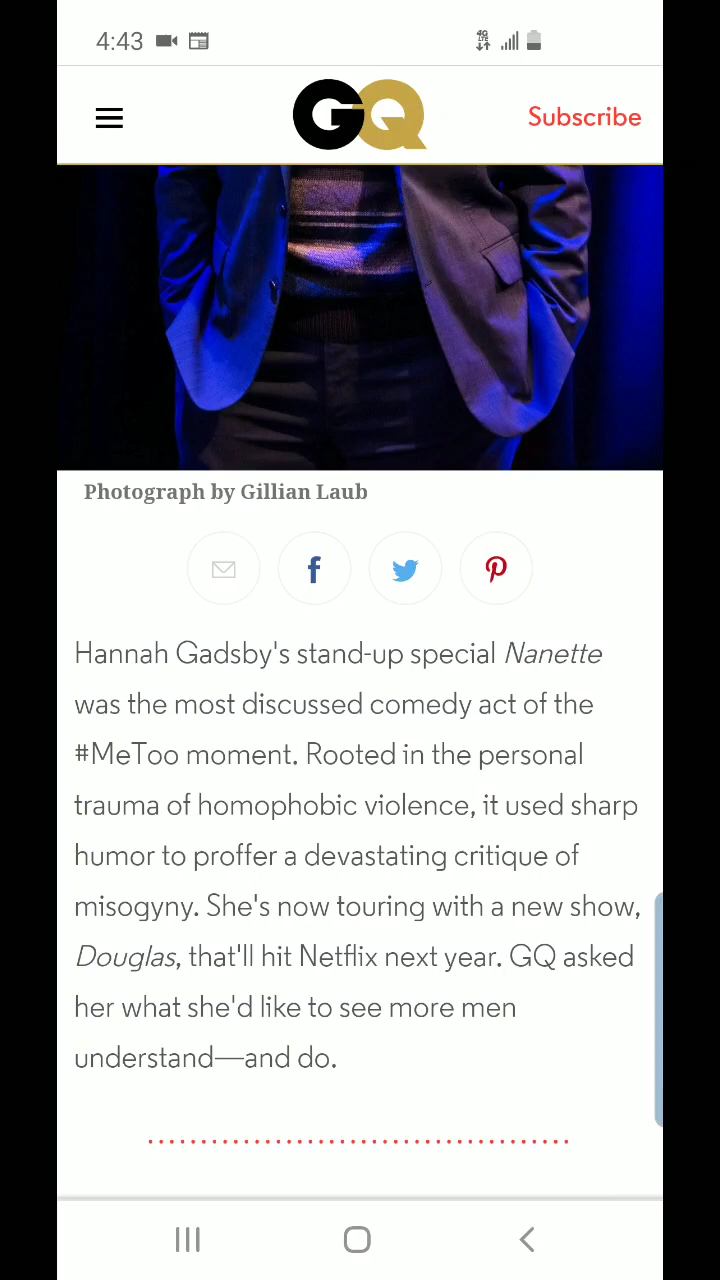 4:43
GQ
Subscribe
Photograph by Gillian Laub
Hannah Gadsby's stand-up special Nanette
was the most discussed comedy act of the
#MeToo moment. Rooted in the personal
trauma of homophobic violence, it used sharp
humor to proffer a devastating critique of
misogyny. She's now touring with a new show,
Douglas, that'll hit Netflix next year. GQ asked
her what she'd like to see more men
understand—and do.